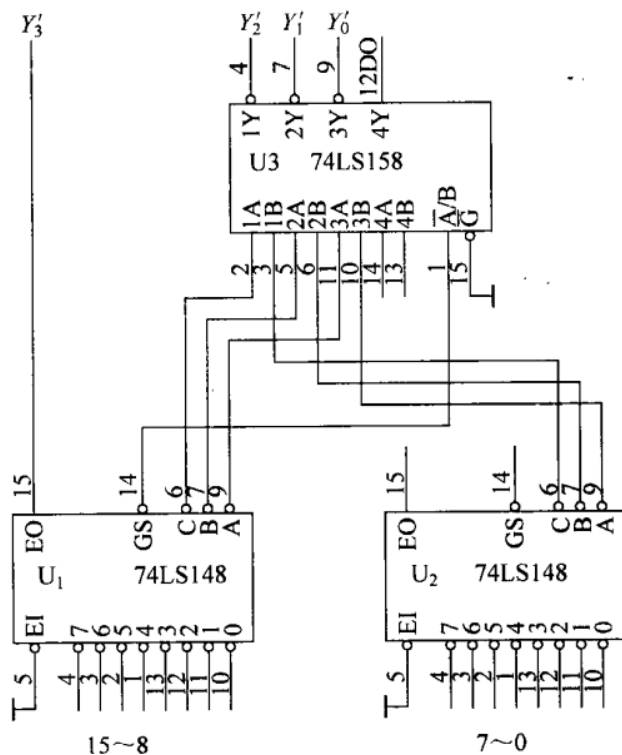 Y₃′ Y₂′ Y₁′ Y₀′
4 7 9 12DO
1Y 2Y 3Y 4Y
U3 74LS158
1A 1B 2A 2B 3A 3B 4A 4B A̅/B G̅
2 3 5 6 11 10 14 13 1 15
15 14 6 7 9 15 14 6 7 9
EO GS C B A EO GS C B A
U₁ 74LS148 U₂ 74LS148
EI 7 6 5 4 3 2 1 0 EI 7 6 5 4 3 2 1 0
5 4 3 2 1 13 12 11 10 5 4 3 2 1 13 12 11 10
15～8 7～0